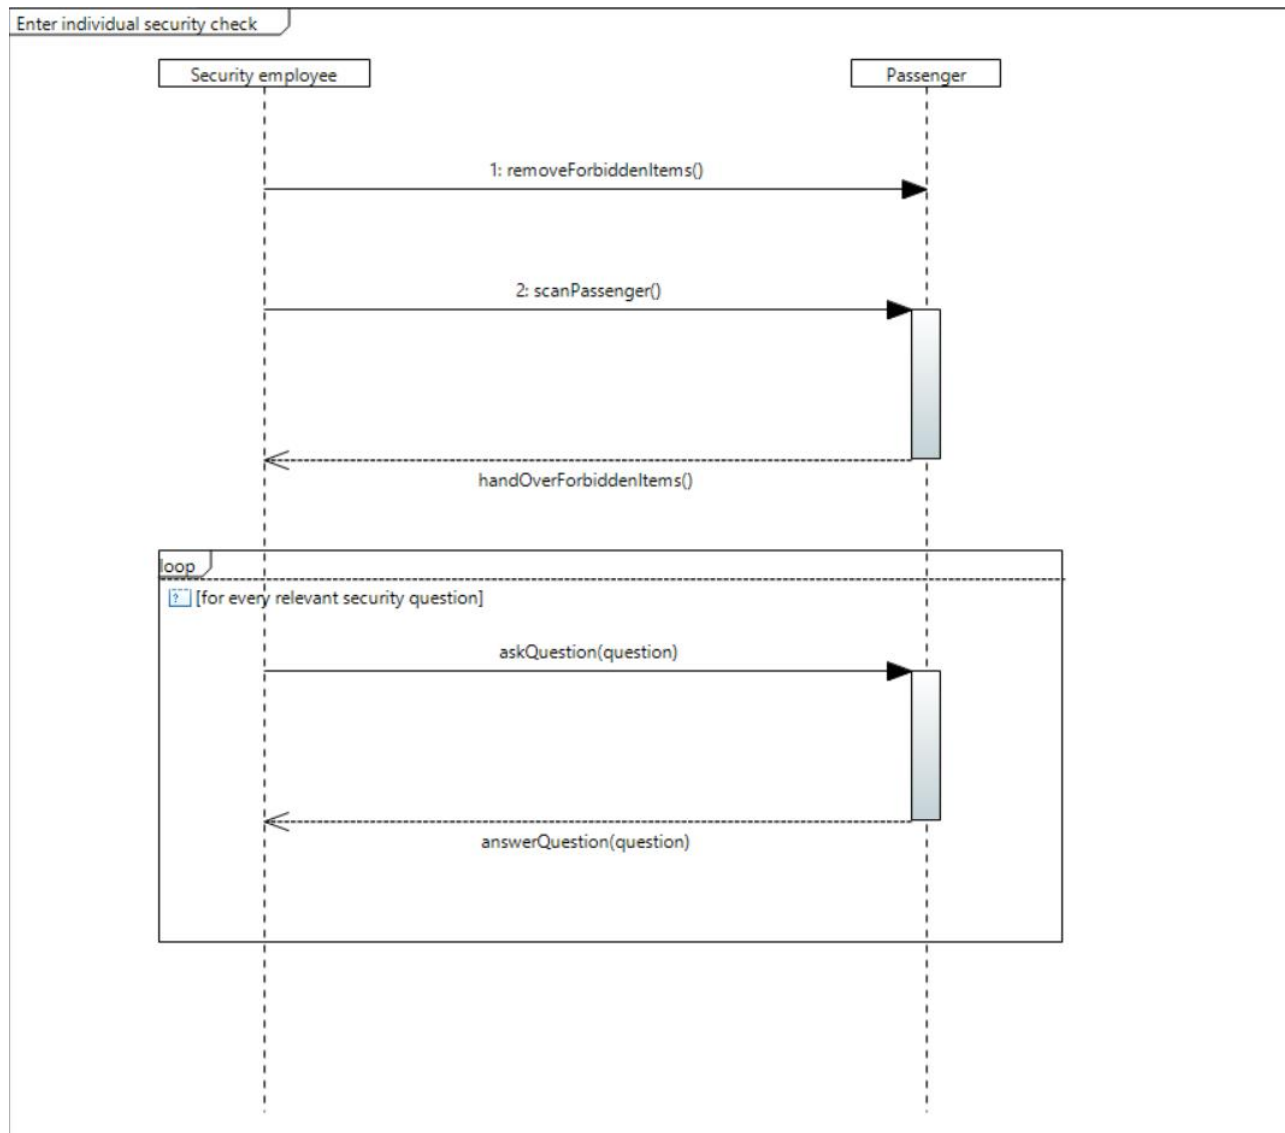 Enter individual security check
Security employee
Passenger
1: removeForbiddenItems()
2: scanPassenger()
handOverForbiddenItems()
loop
? [for every relevant security question]
askQuestion(question)
answerQuestion(question)